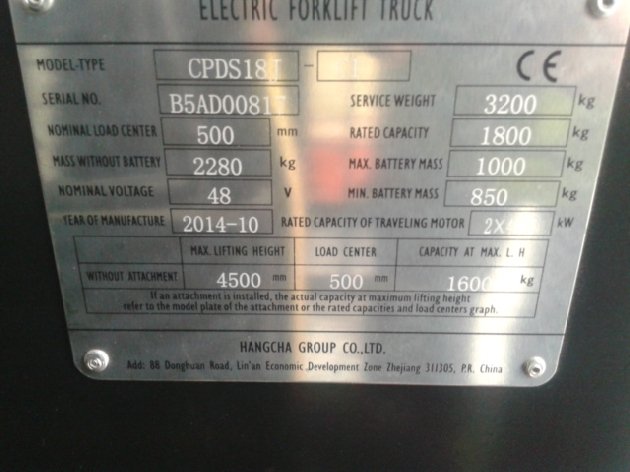 ELECTRIC FORKLIFT TRUCK
MODEL-TYPE CPDS18J - CE
SERIAL NO. SERVICE WEIGHT 3200 kg
NOMINAL LOAD CENTER 500 mm RATED CAPACITY 1800 kg
MASS WITHOUT BATTERY 2280 kg MAX. BATTERY MASS 1000 kg
NOMINAL VOLTAGE 48 V MIN. BATTERY MASS 850 kg
YEAR OF MANUFACTURE 2014-10 RATED CAPACITY OF TRAVELING MOTOR kW
MAX. LIFTING HEIGHT LOAD CENTER CAPACITY AT MAX. L. H
WITHOUT ATTACHMENT 4500 mm 500 mm 1600 kg
If an attachment is installed, the actual capacity at maximum lifting height
refer to the model plate of the attachment or the rated capacities and load centers graph.
HANGCHA GROUP CO.,LTD.
Add: 88 Donghuan Road, Lin'an Economic Development Zone Zhejiang 311305, P.R. China